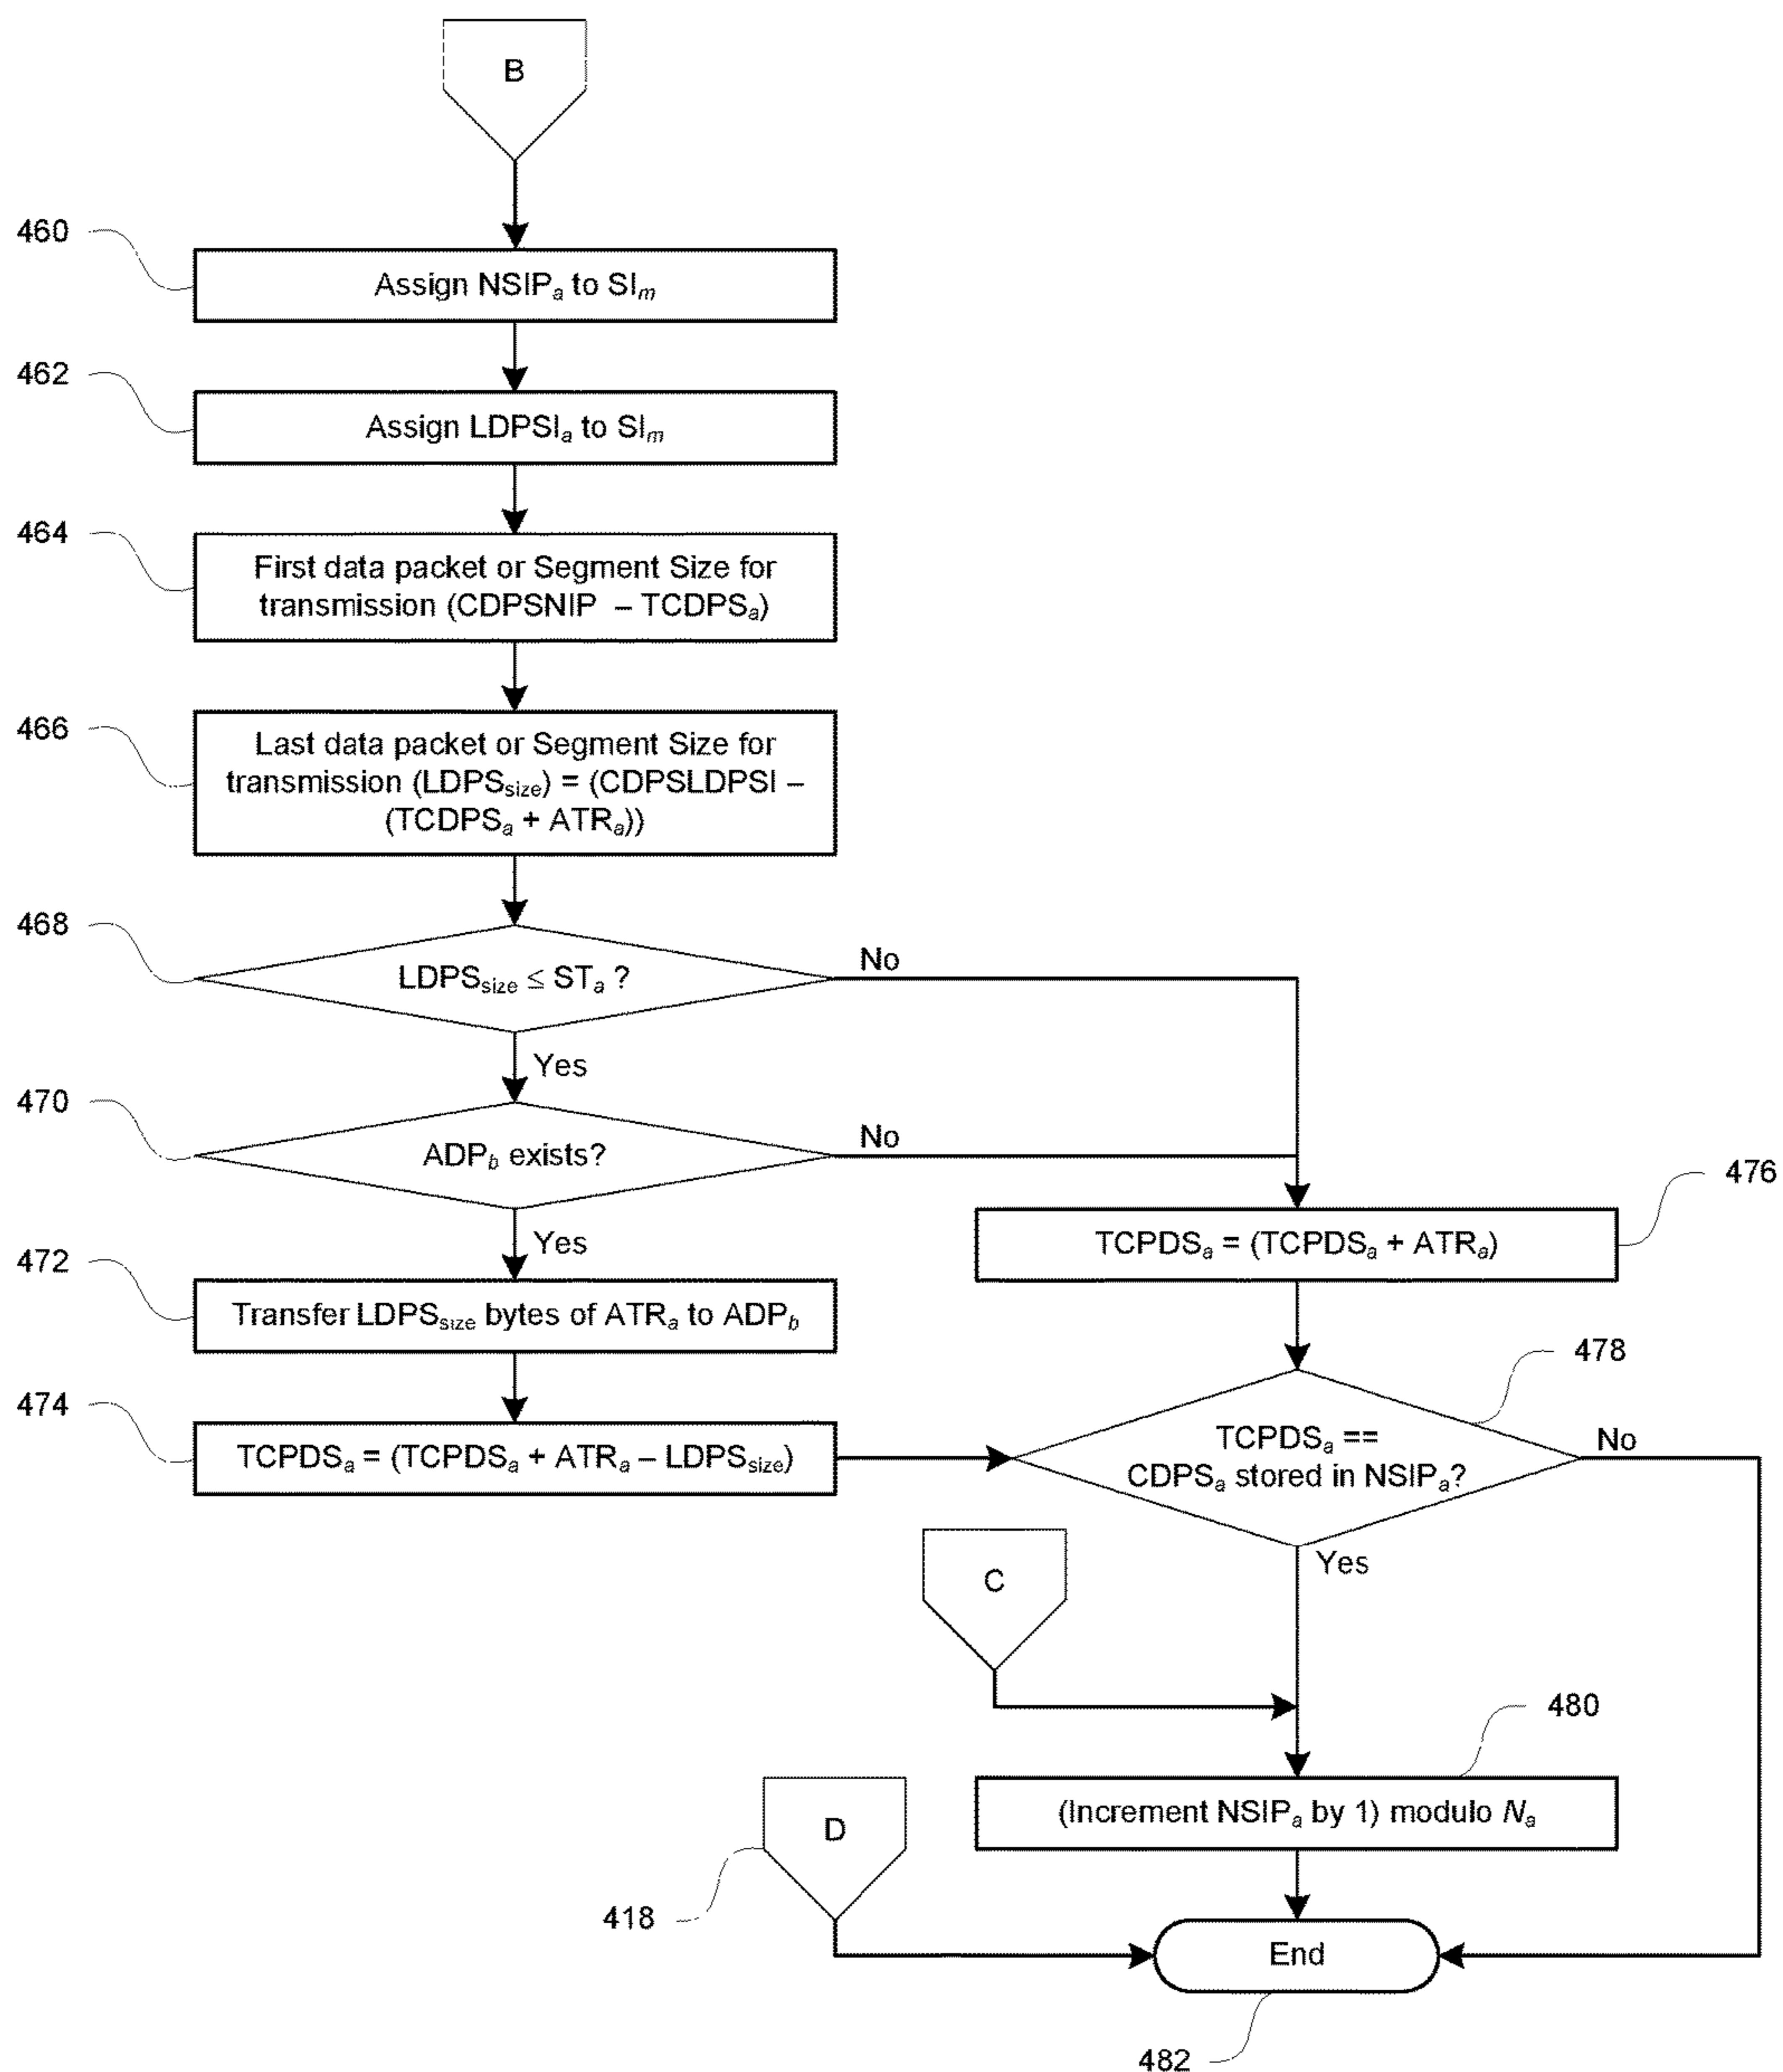 B
460
Assign NSIPa to SIm
462
Assign LDPSIa to SIm
464
First data packet or Segment Size for
transmission (CDPSNIP – TCDPSa)
466
Last data packet or Segment Size for
transmission (LDPSsize) = (CDPSLDPSI –
(TCDPSa + ATRa))
468
LDPSsize ≤ STa ?
No
Yes
470
ADPb exists?
No
Yes
476
TCPDSa = (TCPDSa + ATRa)
472
Transfer LDPSsize bytes of ATRa to ADPb
478
474
TCPDSa = (TCPDSa + ATRa – LDPSsize)
TCPDSa ==
CDPSa stored in NSIPa?
No
Yes
C
480
(Increment NSIPa by 1) modulo Na
D
418
End
482